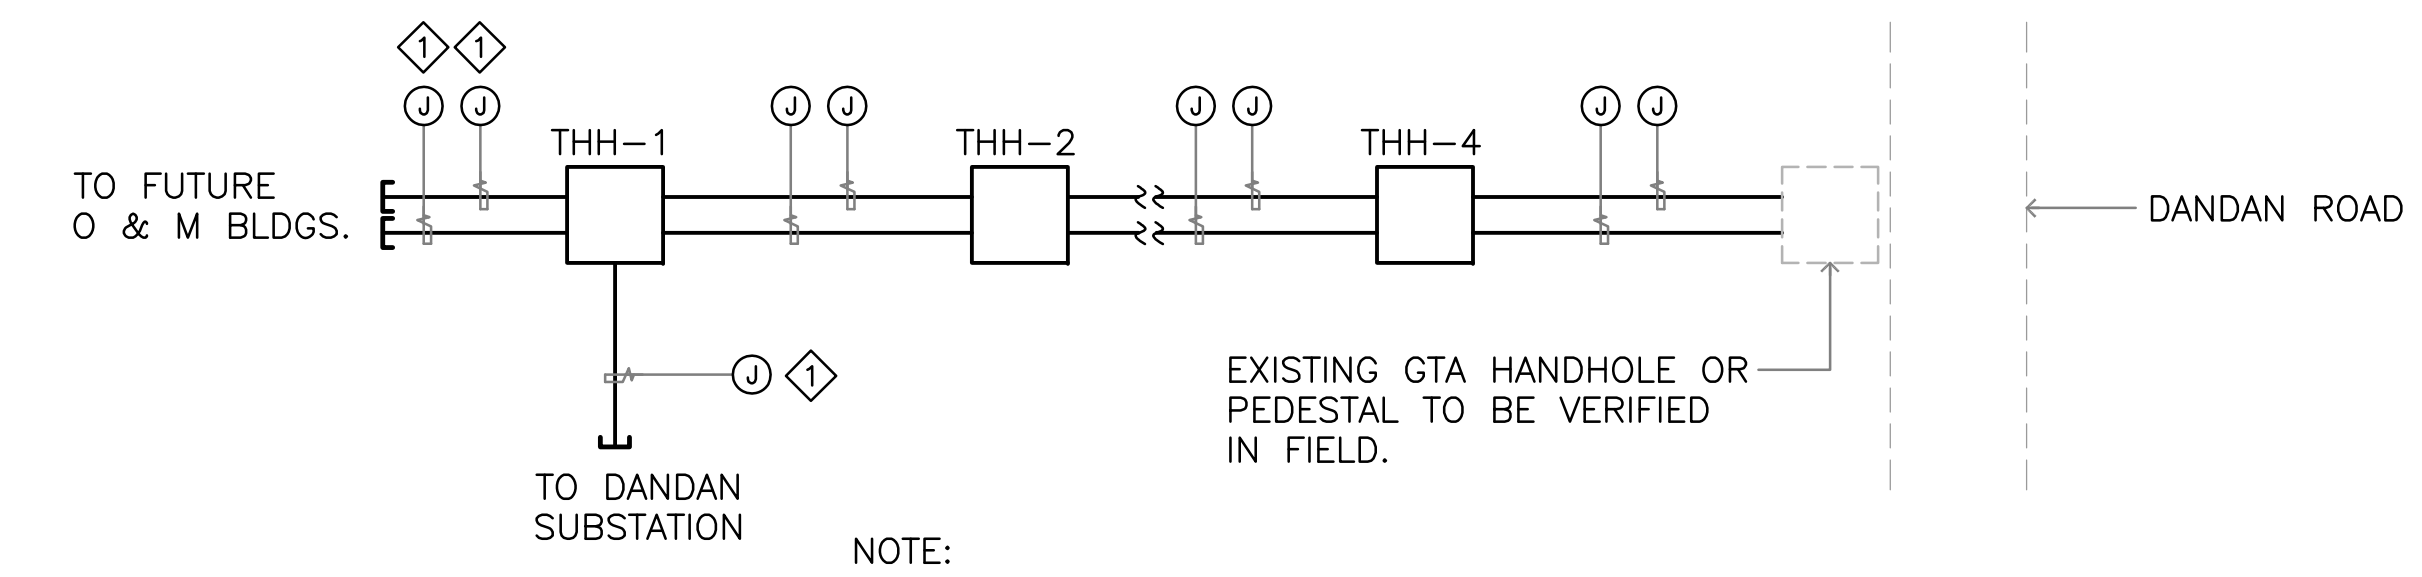 1 1
J J J J J J J J
THH-1 THH-2 THH-4
TO FUTURE
O & M BLDGS.
DANDAN ROAD
J 1
EXISTING GTA HANDHOLE OR
PEDESTAL TO BE VERIFIED
IN FIELD.
TO DANDAN
SUBSTATION
NOTE: